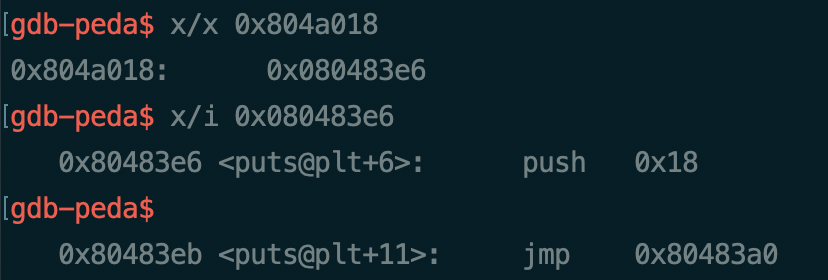 [gdb-peda$ x/x 0x804a018
0x804a018:      0x080483e6
[gdb-peda$ x/i 0x080483e6
   0x80483e6 <puts@plt+6>:      push   0x18
[gdb-peda$
   0x80483eb <puts@plt+11>:     jmp    0x80483a0